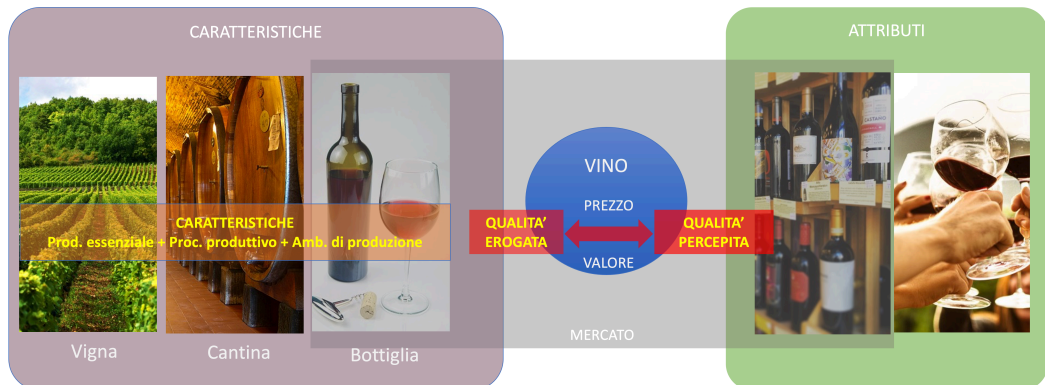 CARATTERISTICHE
ATTRIBUTI
VINO
PREZZO
CARATTERISTICHE
Prod. essenziale + Proc. produttivo + Amb. di produzione
QUALITA’
EROGATA
QUALITA’
PERCEPITA
VALORE
MERCATO
Vigna
Cantina
Bottiglia